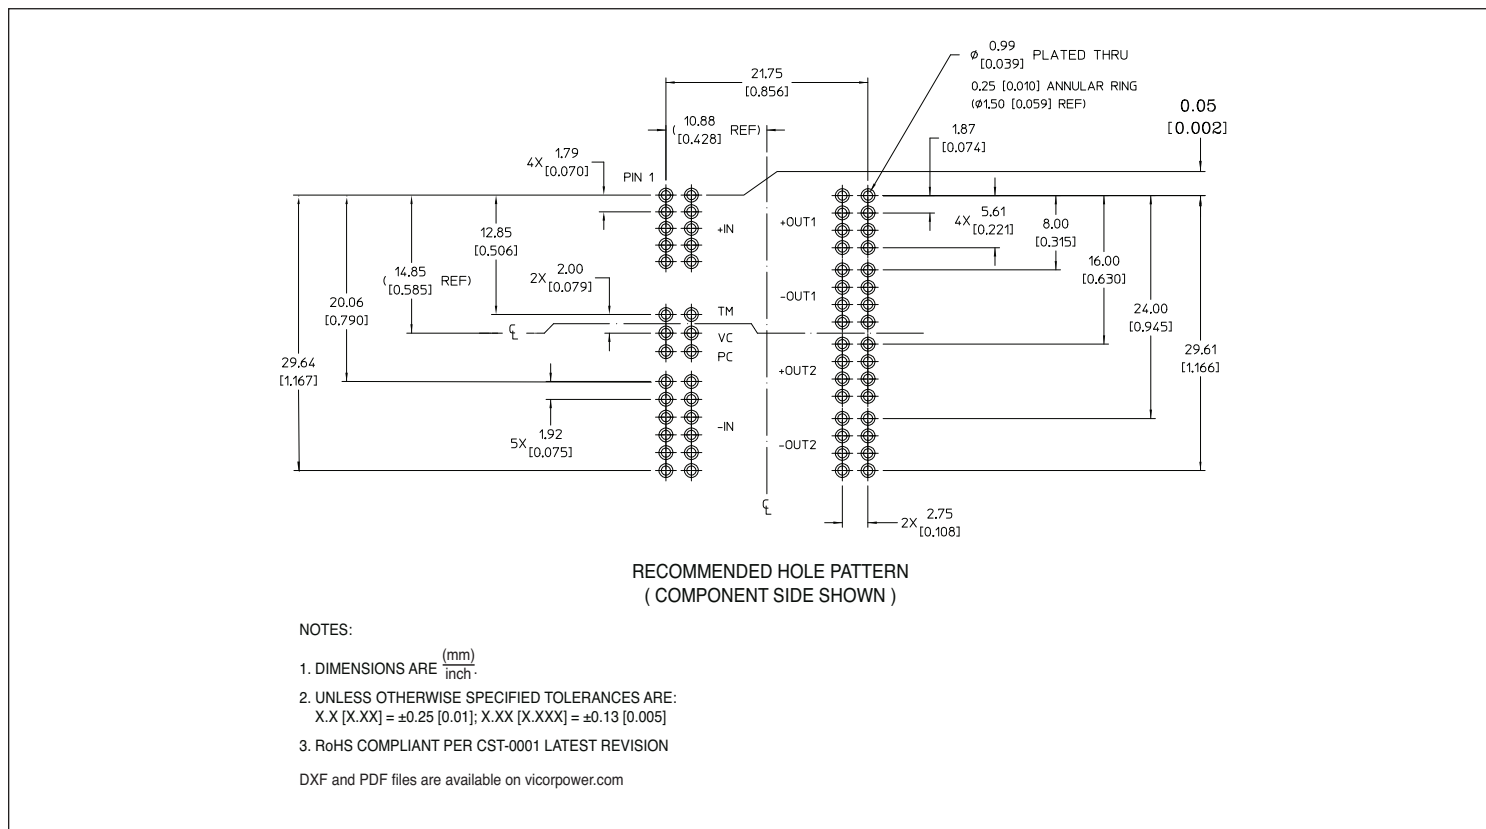 ø 0.99 [0.039] PLATED THRU
0.25 [0.010] ANNULAR RING
(ø1.50 [0.059] REF)
21.75
[0.856]
0.05
[0.002]
( 10.88 [0.428] REF)
1.87
[0.074]
4X 1.79 [0.070]
PIN 1
+IN
+OUT1
4X 5.61 [0.221]
8.00
[0.315]
12.85
[0.506]
16.00
[0.630]
( 14.85 [0.585] REF)
2X 2.00 [0.079]
-OUT1
20.06
[0.790]
TM
24.00
[0.945]
℄
VC
PC
29.64
[1.167]
29.61
[1.166]
+OUT2
-IN
5X 1.92 [0.075]
-OUT2
℄
2X 2.75 [0.108]
RECOMMENDED HOLE PATTERN
( COMPONENT SIDE SHOWN )
NOTES:
1. DIMENSIONS ARE (mm)/inch.
2. UNLESS OTHERWISE SPECIFIED TOLERANCES ARE:
X.X [X.XX] = ±0.25 [0.01]; X.XX [X.XXX] = ±0.13 [0.005]
3. RoHS COMPLIANT PER CST-0001 LATEST REVISION
DXF and PDF files are available on vicorpower.com